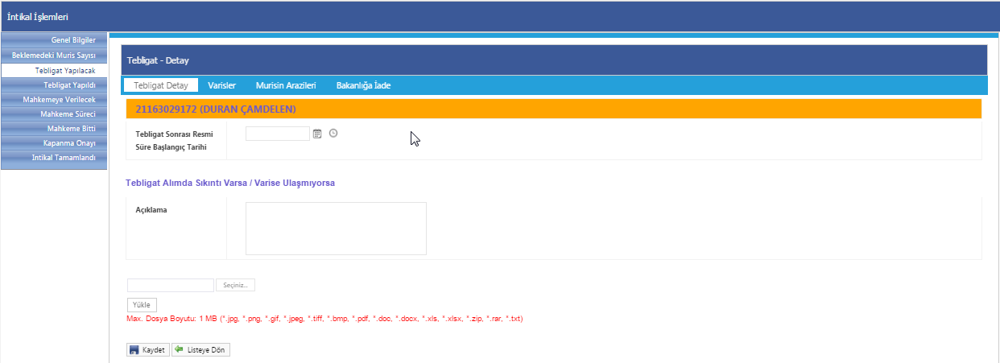 İntikal İşlemleri
Genel Bilgiler
Beklemedeki Muris Sayısı
Tebligat Yapılacak
Tebligat Yapıldı
Mahkemeye Verilecek
Mahkeme Süreci
Mahkeme Bitti
Kapanma Onayı
Intikal Tamamlandı
Tebligat - Detay
Tebligat Detay Varisler Murisin Arazileri Bakanlığa İade
21163029172 (DURAN ÇAMDELEN)
Tebligat Sonrası Resmi
Süre Başlangıç Tarihi
Tebligat Alımda Sıkıntı Varsa / Varise Ulaşmıyorsa
Açıklama
Seçiniz...
Yükle
Max. Dosya Boyutu: 1 MB (*.jpg, *.png, *.gif, *.jpeg, *.tiff, *.bmp, *.pdf, *.doc, *.docx, *.xls, *.xlsx, *.zip, *.rar, *.txt)
Kaydet Listeye Dön